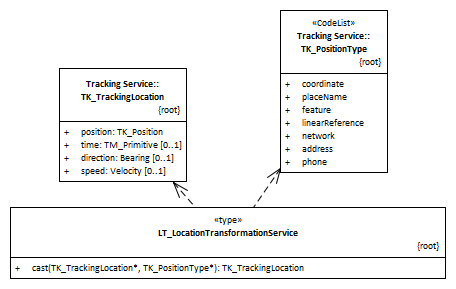 «CodeList»
Tracking Service::
TK_PositionType
{root}
+ coordinate
+ placeName
+ feature
+ linearReference
+ network
+ address
+ phone
Tracking Service::
TK_TrackingLocation
{root}
+ position: TK_Position
+ time: TM_Primitive [0..1]
+ direction: Bearing [0..1]
+ speed: Velocity [0..1]
«type»
LT_LocationTransformationService
{root}
+ cast(TK_TrackingLocation*, TK_PositionType*): TK_TrackingLocation